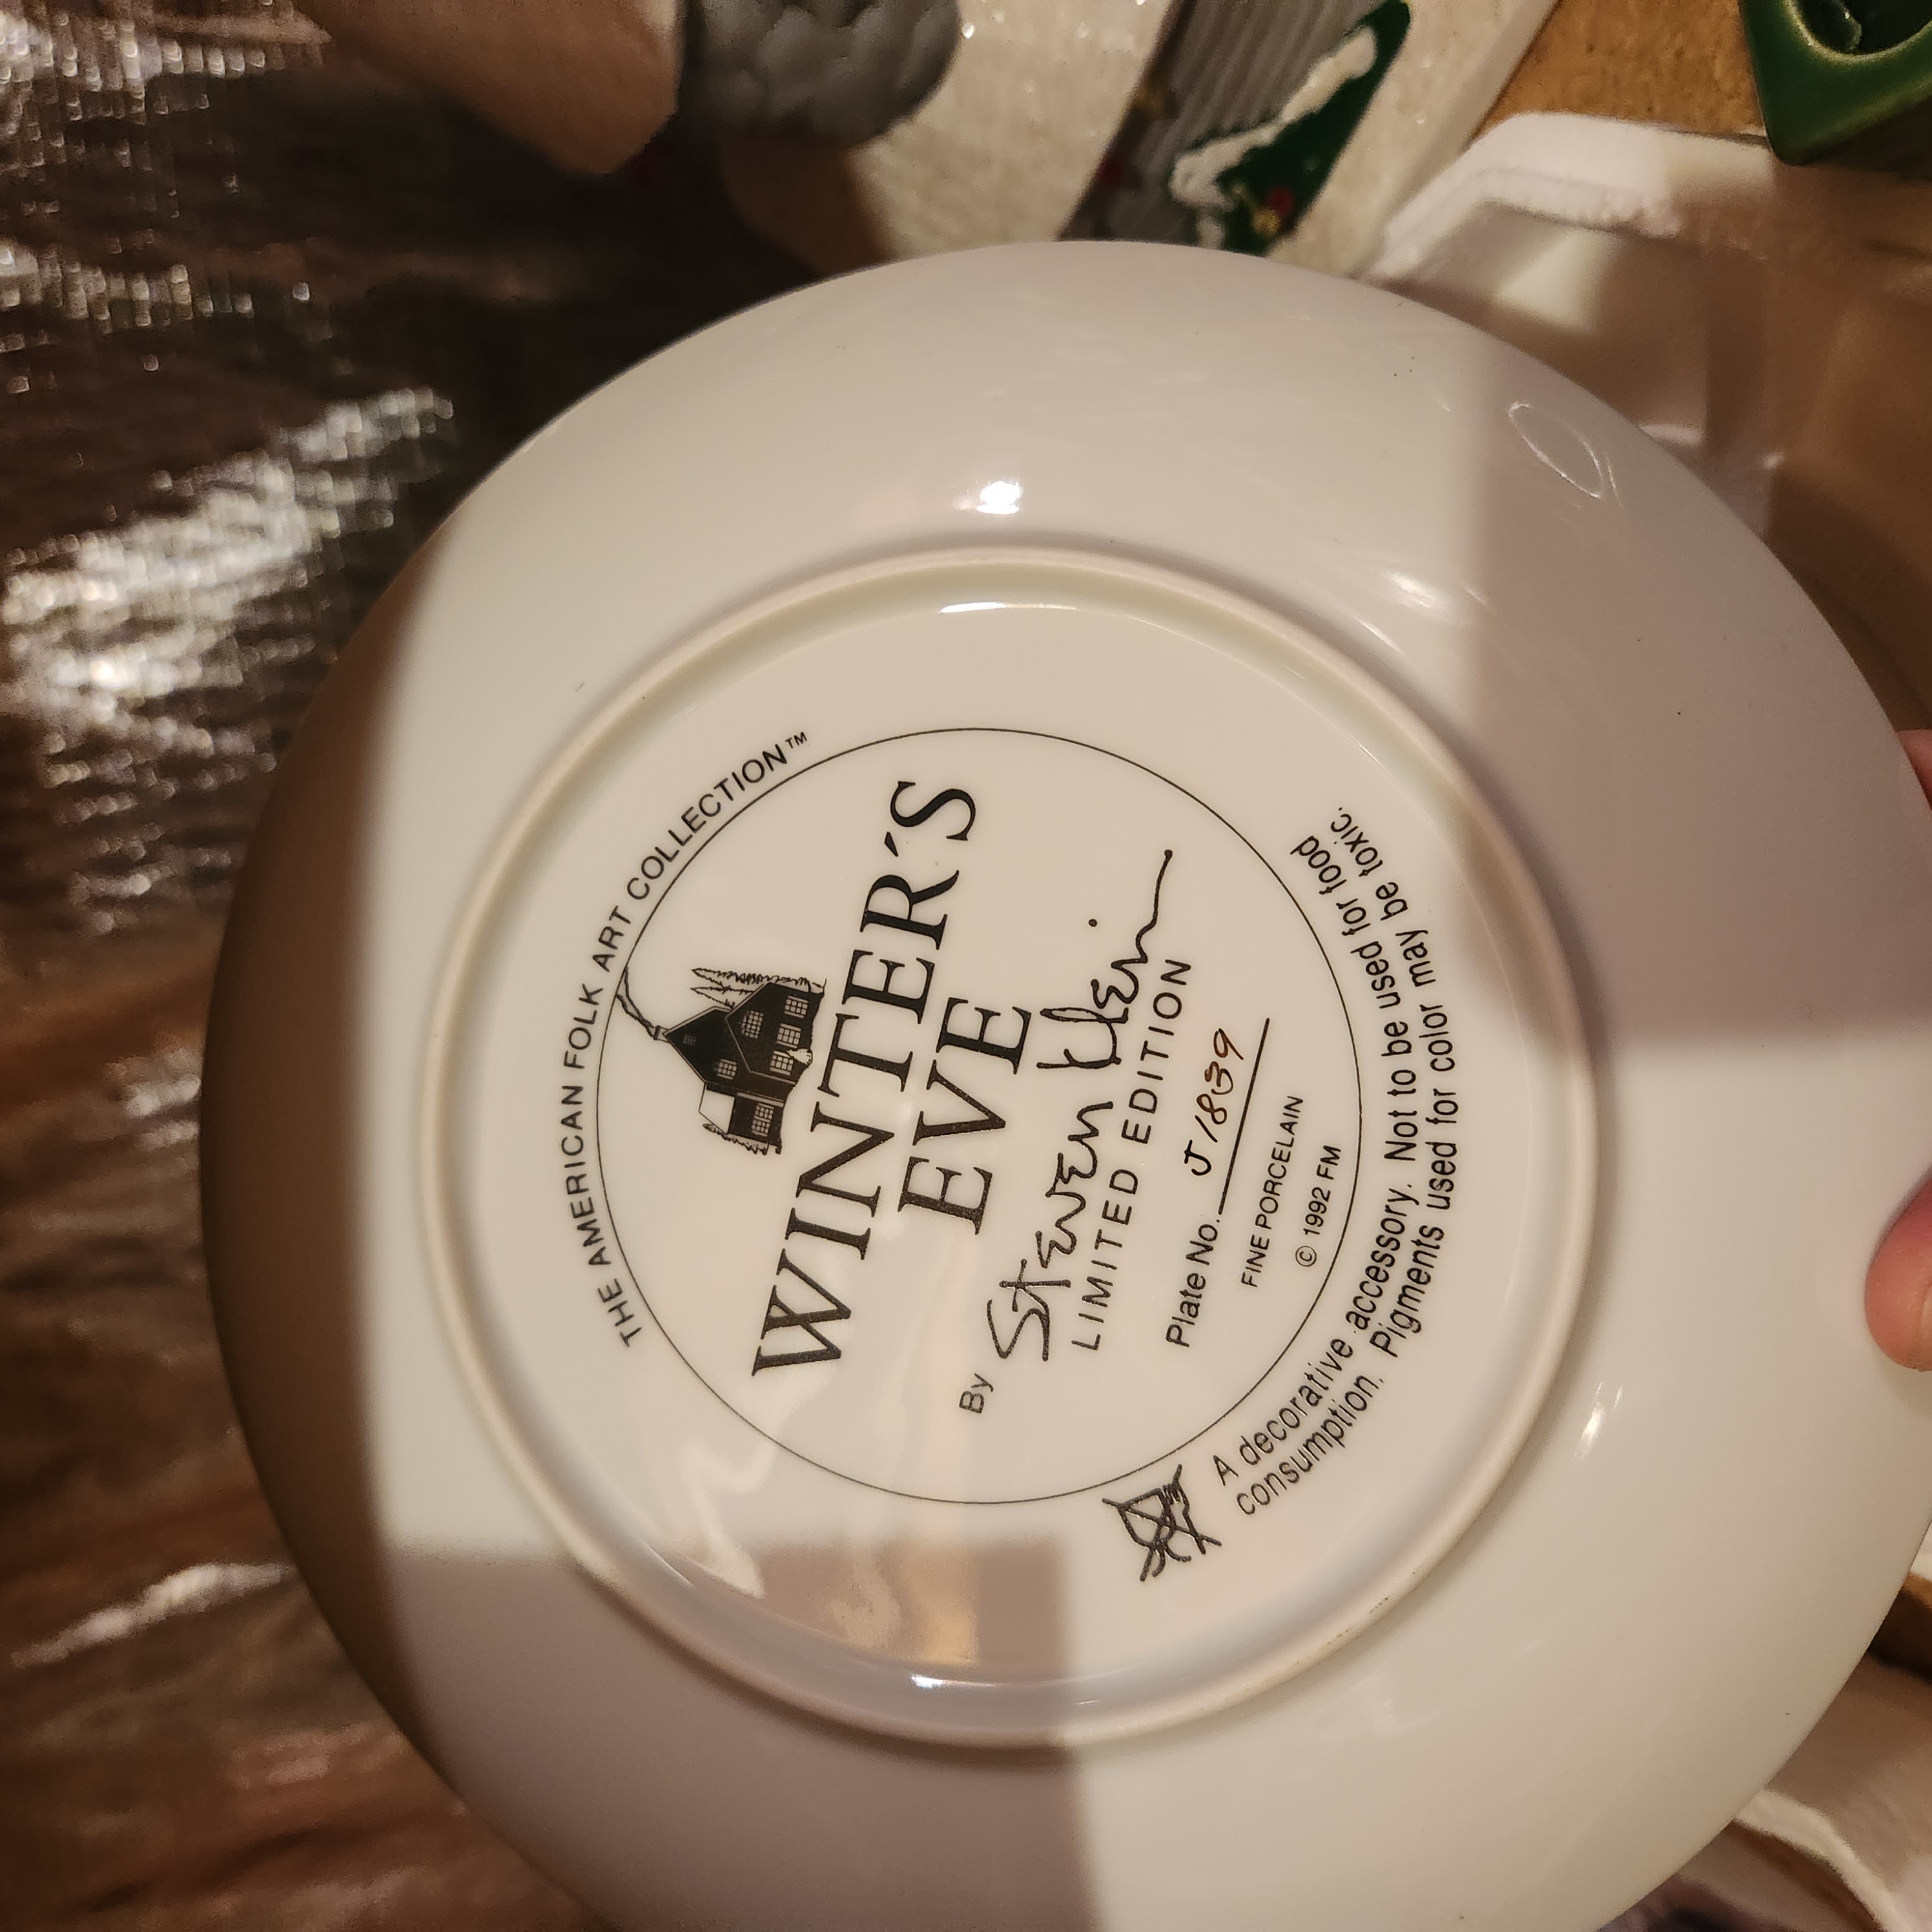 THE AMERICAN FOLK ART COLLECTION™
WINTER'S
EVE
By Steven Klein
LIMITED EDITION
Plate No. J1839
FINE PORCELAIN
© 1992 FM
A decorative accessory. Not to be used for food
consumption. Pigments used for color may be toxic.